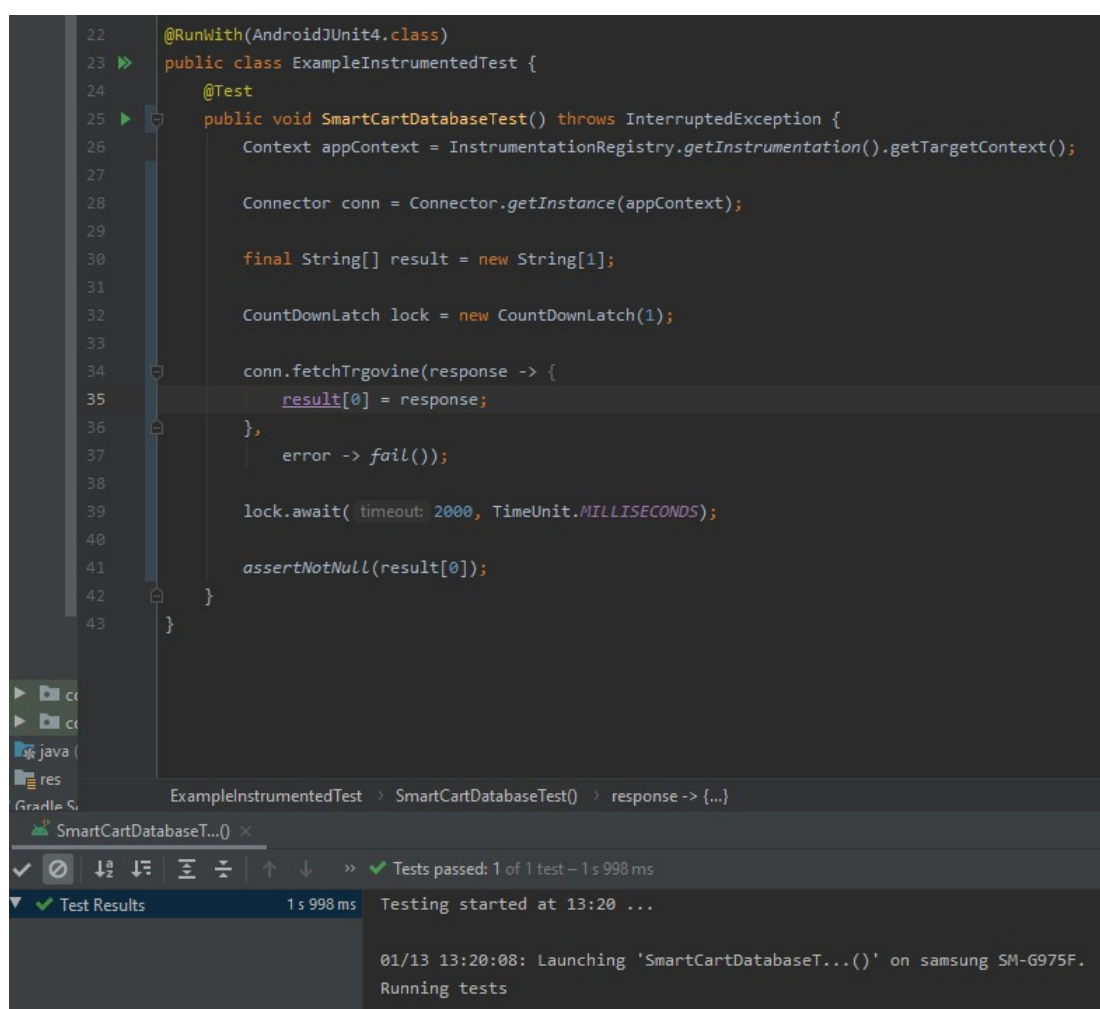 22 @RunWith(AndroidJUnit4.class)
23 public class ExampleInstrumentedTest {
24 @Test
25 public void SmartCartDatabaseTest() throws InterruptedException {
26 Context appContext = InstrumentationRegistry.getInstrumentation().getTargetContext();
27
28 Connector conn = Connector.getInstance(appContext);
29
30 final String[] result = new String[1];
31
32 CountDownLatch lock = new CountDownLatch(1);
33
34 conn.fetchTrgovine(response -> {
35 result[0] = response;
36 },
37 error -> fail());
38
39 lock.await( timeout: 2000, TimeUnit.MILLISECONDS);
40
41 assertNotNull(result[0]);
42 }
43 }
co
co
java (
res
Gradle Sc
ExampleInstrumentedTest > SmartCartDatabaseTest() > response -> {...}
SmartCartDatabaseT...() ×
» Tests passed: 1 of 1 test – 1 s 998 ms
Test Results 1 s 998 ms
Testing started at 13:20 ...
01/13 13:20:08: Launching 'SmartCartDatabaseT...()' on samsung SM-G975F.
Running tests